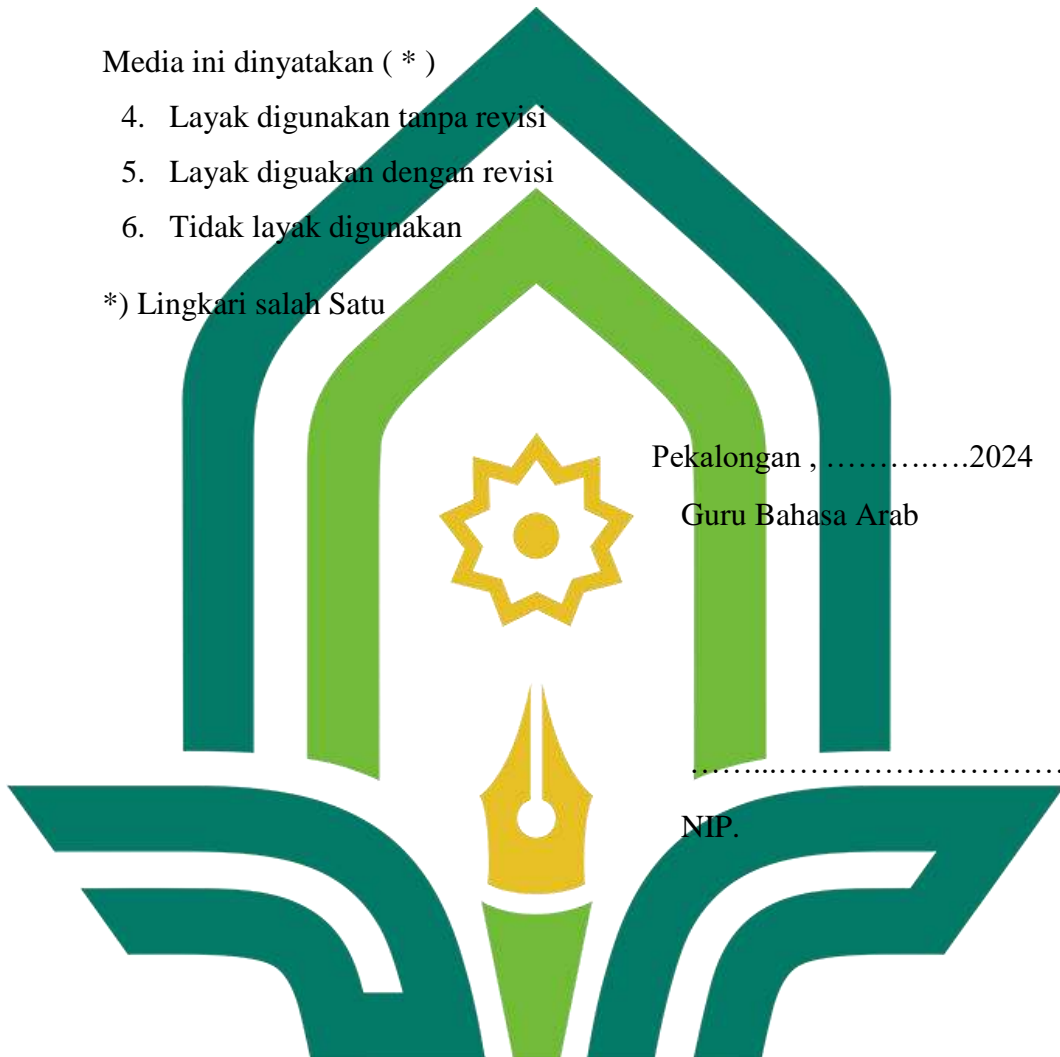 Media ini dinyatakan ( * )
4. Layak digunakan tanpa revisi
5. Layak diguakan dengan revisi
6. Tidak layak digunakan
*) Lingkari salah Satu
Pekalongan , ……….….2024
Guru Bahasa Arab
……...……………………………
NIP.